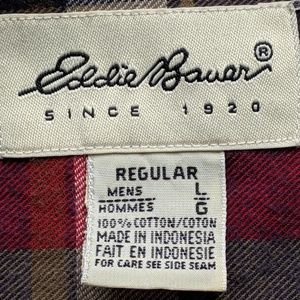 Eddie Bauer®
SINCE 1920
REGULAR
MENS L
HOMMES G
100% COTTON/COTON
MADE IN INDONESIA
FAIT EN INDONESIE
FOR CARE SEE SIDE SEAM